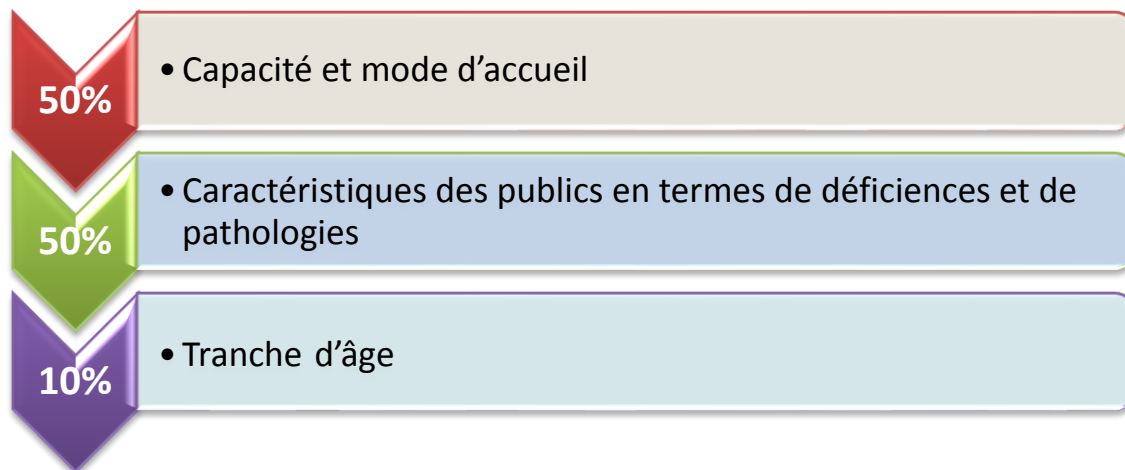 50%
• Capacité et mode d’accueil
50%
• Caractéristiques des publics en termes de déficiences et de
pathologies
10%
• Tranche d’âge